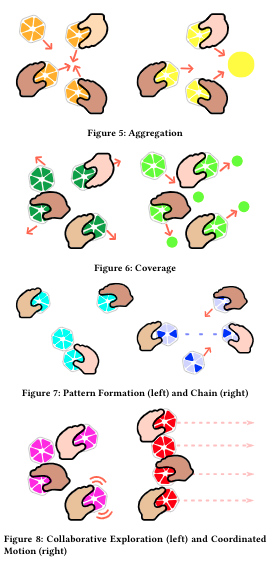 Figure 5: Aggregation
Figure 6: Coverage
Figure 7: Pattern Formation (left) and Chain (right)
Figure 8: Collaborative Exploration (left) and Coordinated
Motion (right)